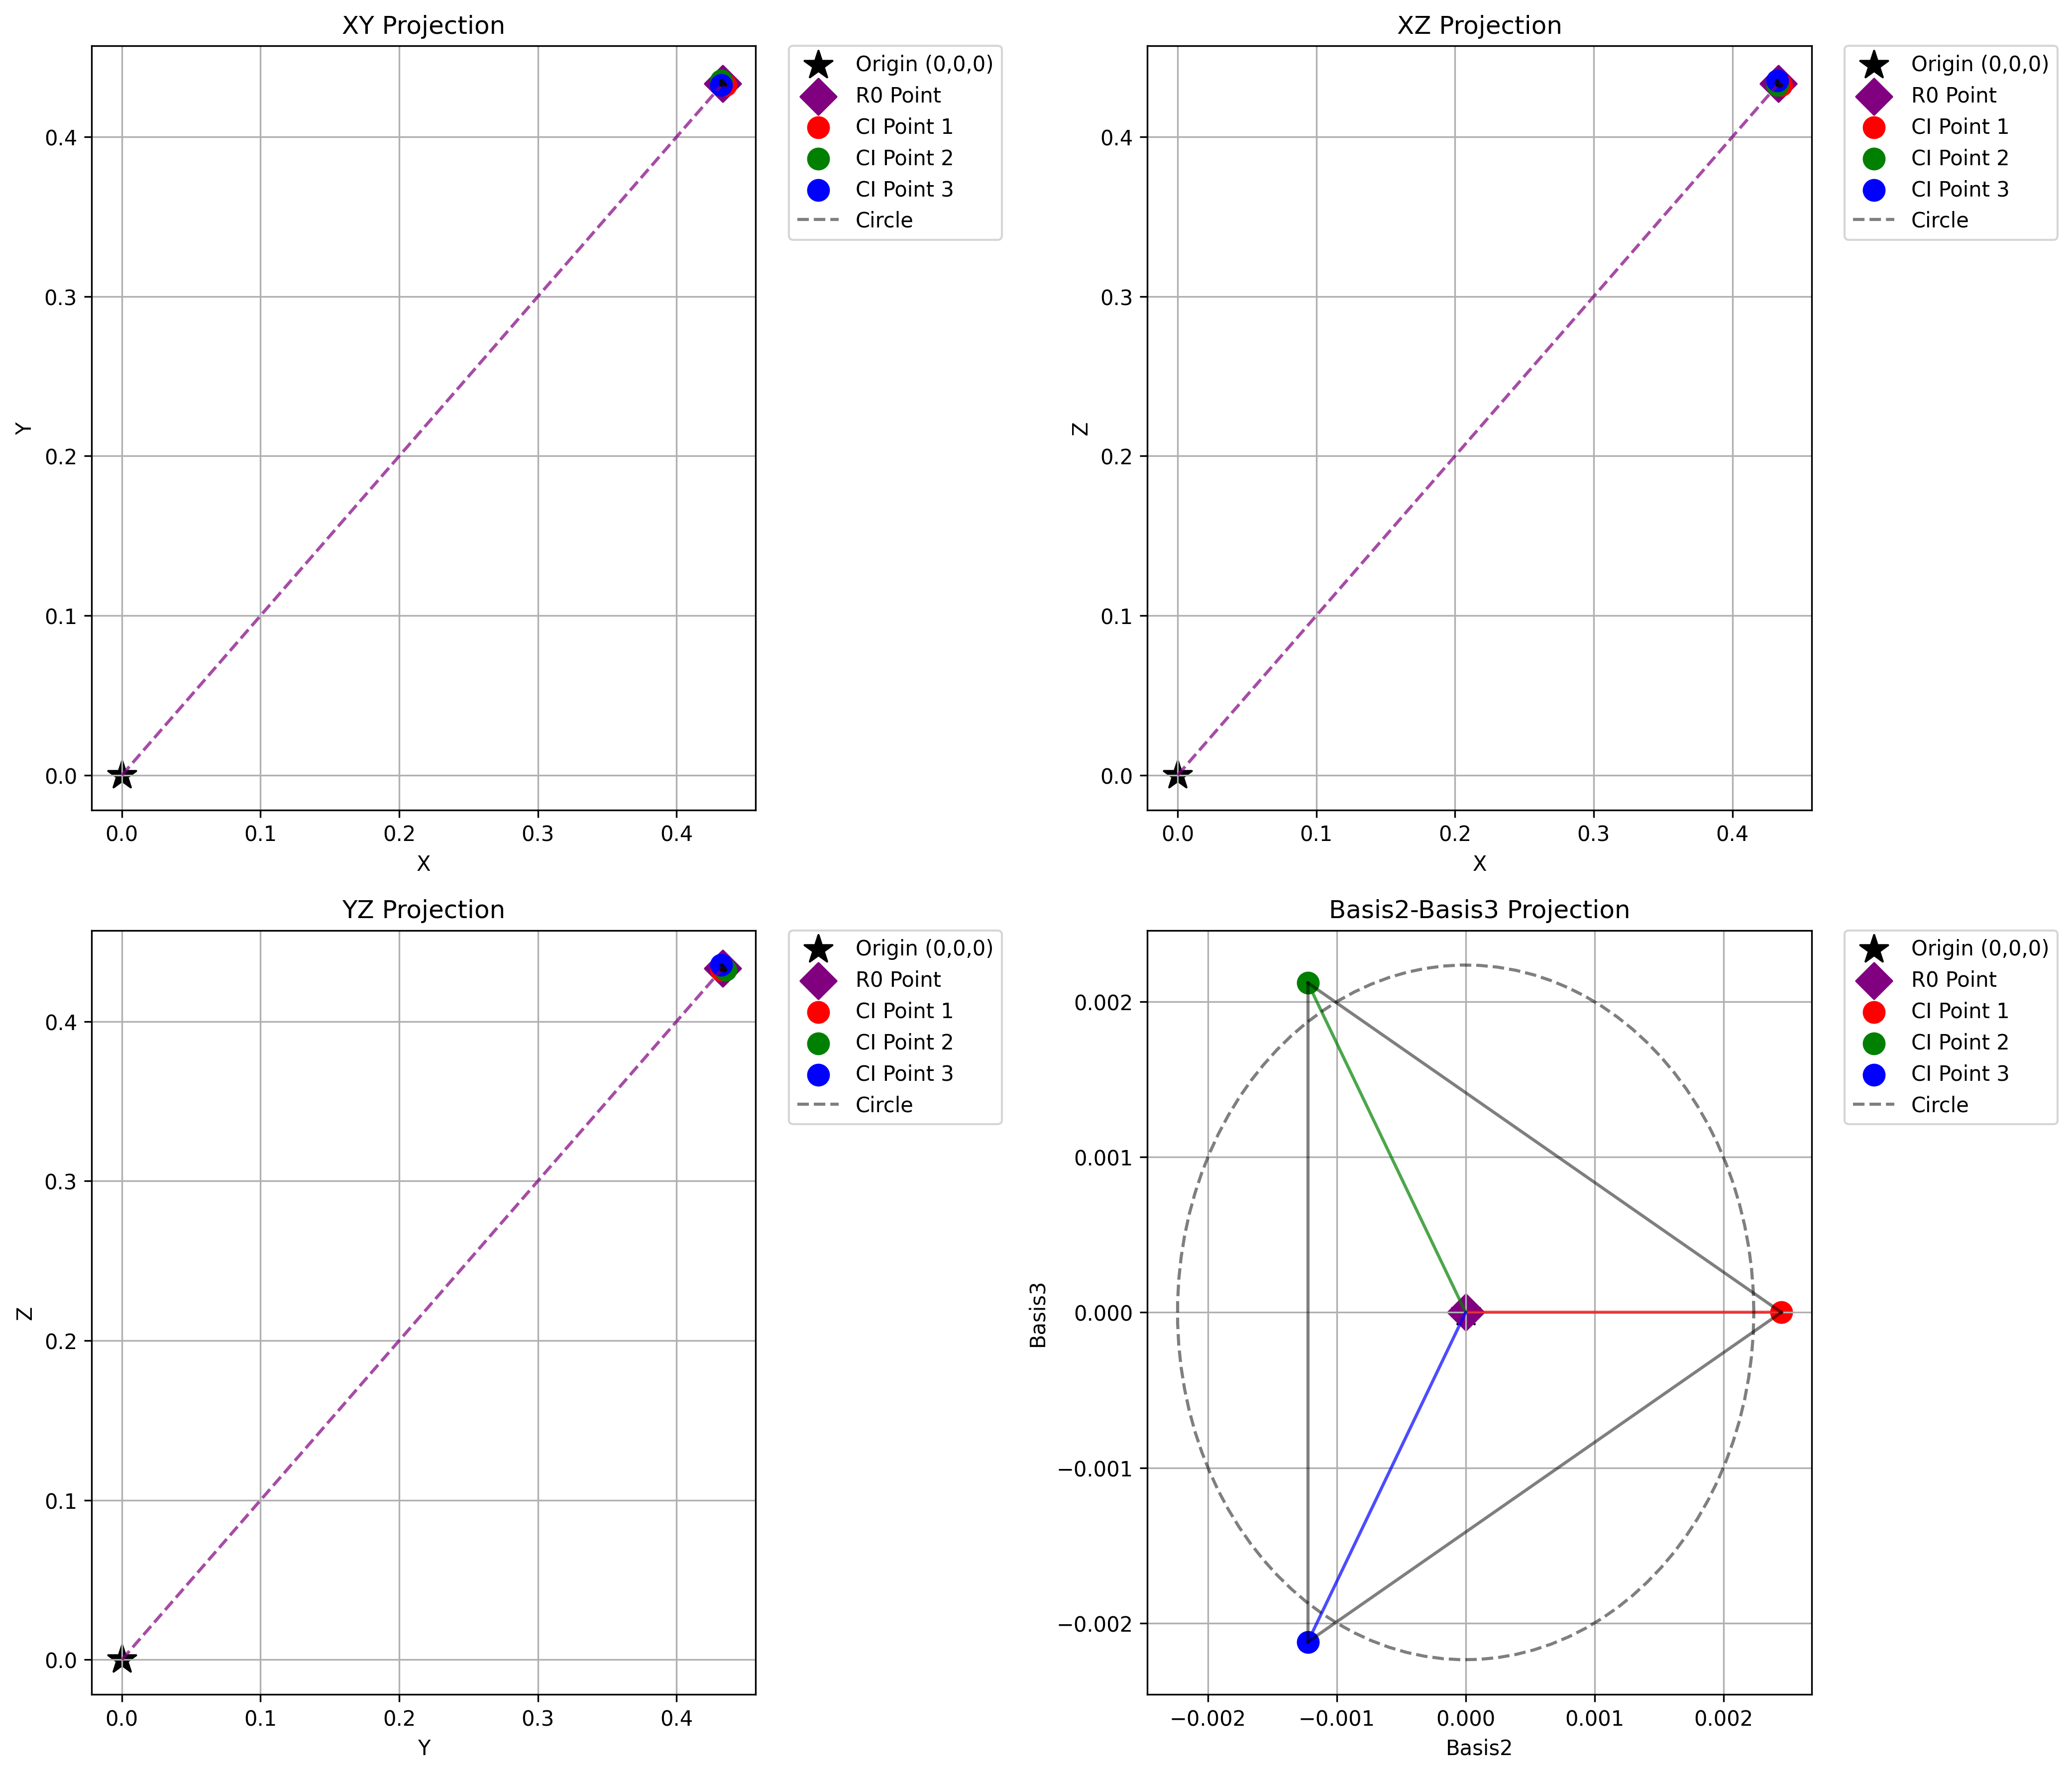 XY Projection
Y
0.4
0.3
0.2
0.1
0.0
0.0 0.1 0.2 0.3 0.4
X
Origin (0,0,0)
R0 Point
CI Point 1
CI Point 2
CI Point 3
Circle
XZ Projection
Z
0.4
0.3
0.2
0.1
0.0
0.0 0.1 0.2 0.3 0.4
X
Origin (0,0,0)
R0 Point
CI Point 1
CI Point 2
CI Point 3
Circle
YZ Projection
Z
0.4
0.3
0.2
0.1
0.0
0.0 0.1 0.2 0.3 0.4
Y
Origin (0,0,0)
R0 Point
CI Point 1
CI Point 2
CI Point 3
Circle
Basis2-Basis3 Projection
Basis3
0.002
0.001
0.000
−0.001
−0.002
−0.002 −0.001 0.000 0.001 0.002
Basis2
Origin (0,0,0)
R0 Point
CI Point 1
CI Point 2
CI Point 3
Circle